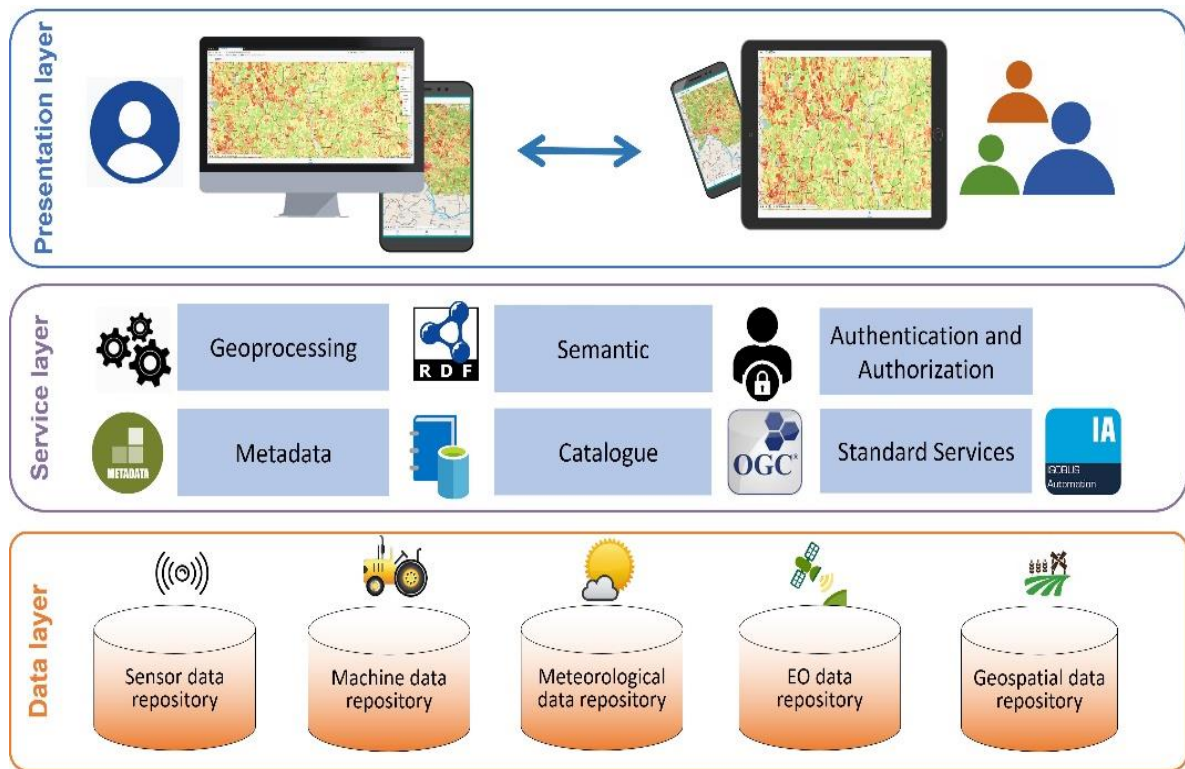 Presentation layer
Service layer
Geoprocessing
RDF
Semantic
Authentication and
Authorization
METADATA
Metadata
Catalogue
OGC®
Standard Services
IA
ISOBUS
Automation
Data layer
Sensor data
repository
Machine data
repository
Meteorological
data repository
EO data
repository
Geospatial data
repository